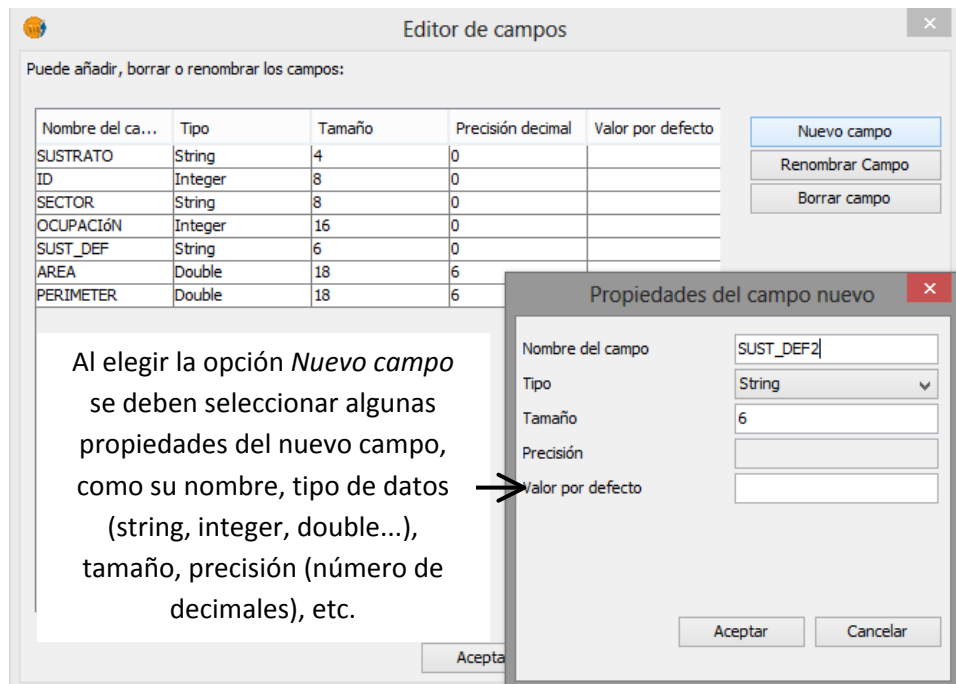 Editor de campos
Puede añadir, borrar o renombrar los campos:
Nombre del ca... Tipo Tamaño Precisión decimal Valor por defecto
SUSTRATO String 4 0
ID Integer 8 0
SECTOR String 8 0
OCUPACIóN Integer 16 0
SUST_DEF String 6 0
AREA Double 18 6
PERIMETER Double 18 6
Nuevo campo
Renombrar Campo
Borrar campo
Al elegir la opción Nuevo campo
se deben seleccionar algunas
propiedades del nuevo campo,
como su nombre, tipo de datos
(string, integer, double...),
tamaño, precisión (número de
decimales), etc.
Propiedades del campo nuevo
Nombre del campo SUST_DEF2
Tipo String
Tamaño 6
Precisión
Valor por defecto
Aceptar Cancelar
Acepta